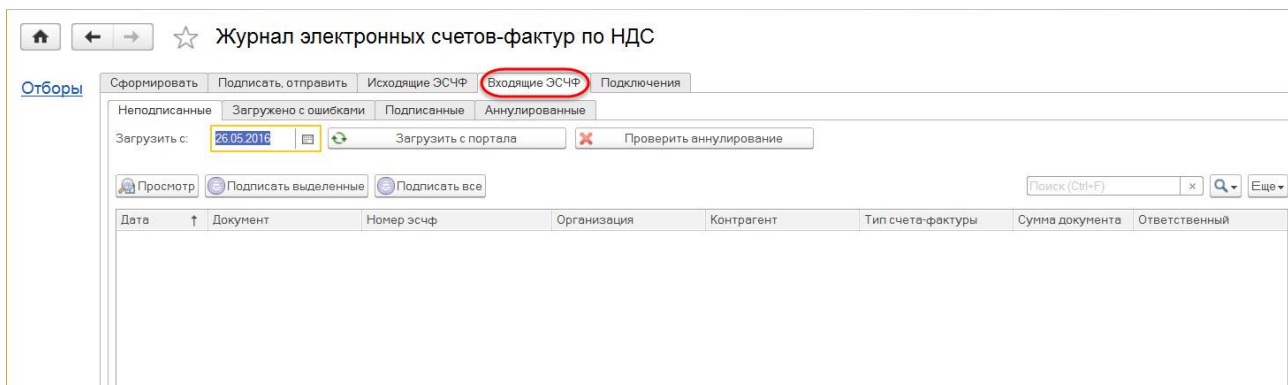 Журнал электронных счетов-фактур по НДС
Отборы
Сформировать Подписать, отправить Исходящие ЭСЧФ Входящие ЭСЧФ Подключения
Неподписанные Загружено с ошибками Подписанные Аннулированные
Загрузить с: 26.05.2016 Загрузить с портала Проверить аннулирование
Просмотр Подписать выделенные Подписать все Поиск (Ctrl+F) × Еще
Дата ↑ Документ Номер эсчф Организация Контрагент Тип счета-фактуры Сумма документа Ответственный